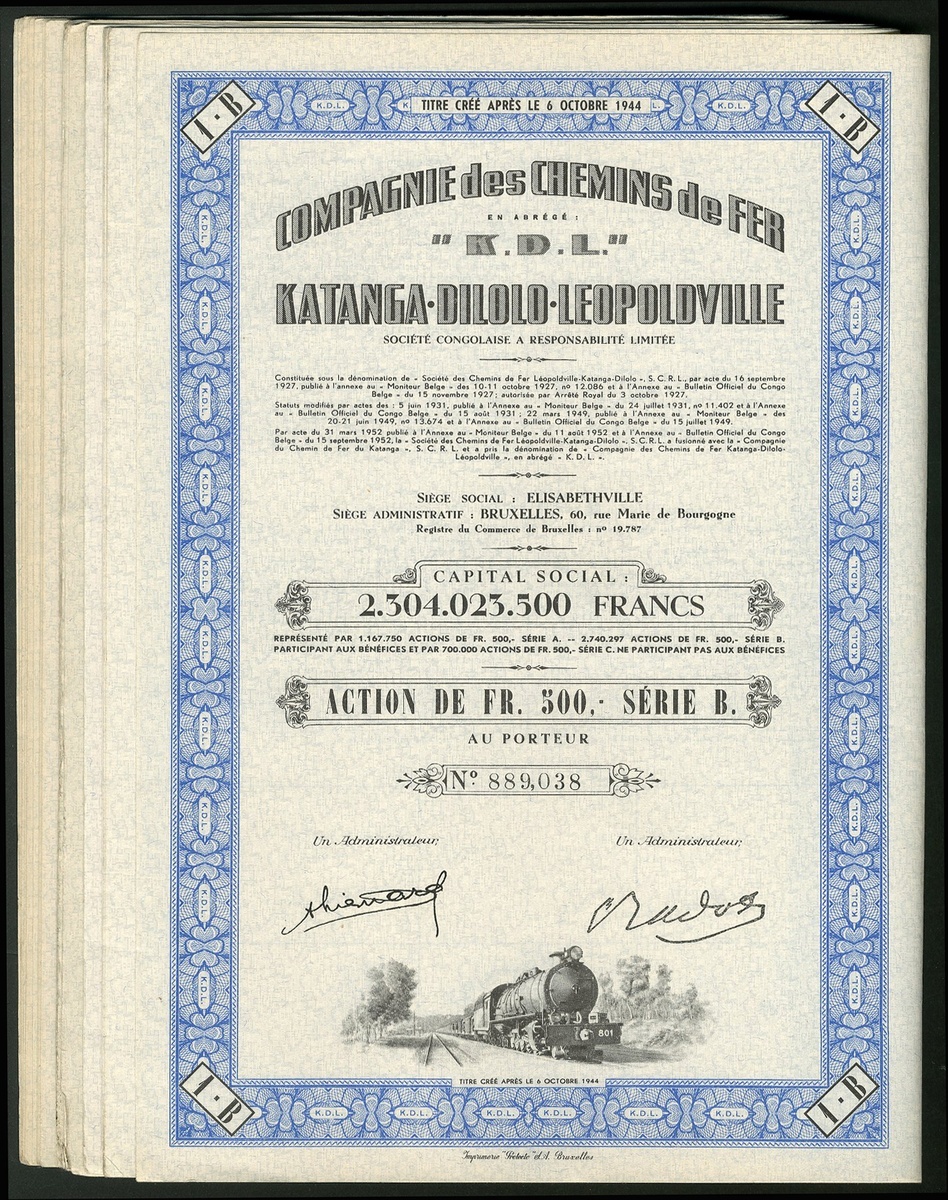 1-B
K.D.L.
TITRE CRÉÉ APRÈS LE 6 OCTOBRE 1944
K.D.L.
1-B
COMPAGNIE des CHEMINS de FER
EN ABRÉGÉ :
"K.D.L."
KATANGA·DILOLO·LEOPOLDVILLE
SOCIÉTÉ CONGOLAISE A RESPONSABILITÉ LIMITÉE
Constituée sous la dénomination de « Société des Chemins de Fer Léopoldville-Katanga-Dilolo », S. C. R. L., par acte du 16 septembre
1927, publié à l'annexe au « Moniteur Belge » des 10-11 octobre 1927, nº 12.086 et à l'Annexe au « Bulletin Officiel du Congo
Belge » du 15 novembre 1927 ; autorisée par Arrêté Royal du 3 octobre 1927.
Statuts modifiés par actes des : 5 juin 1931, publié à l'Annexe au « Moniteur Belge » du 24 juillet 1931, nº 11.402 et à l'Annexe
au « Bulletin Officiel du Congo Belge » du 15 août 1931 ; 22 mars 1949, publié à l'Annexe au « Moniteur Belge » des
20-21 juin 1949, nº 13.674 et à l'Annexe au « Bulletin Officiel du Congo Belge » du 15 juillet 1949.
Par acte du 31 mars 1952 publié à l'Annexe au « Moniteur Belge » du 11 août 1952 et à l'Annexe au « Bulletin Officiel du Congo
Belge » du 15 septembre 1952, la « Société des Chemins de Fer Léopoldville-Katanga-Dilolo ». S.C.R.L. a fusionné avec la « Compagnie
du Chemin de Fer du Katanga », S. C. R. L. et a pris la dénomination de « Compagnie des Chemins de Fer Katanga-Dilolo-
Léopoldville », en abrégé « K. D. L. ».
SIÈGE SOCIAL : ELISABETHVILLE
SIÈGE ADMINISTRATIF : BRUXELLES, 60, rue Marie de Bourgogne
Registre du Commerce de Bruxelles : nº 19.787
CAPITAL SOCIAL :
2.304.023.500 FRANCS
REPRÉSENTÉ PAR 1.167.750 ACTIONS DE FR. 500,- SÉRIE A. -- 2.740.297 ACTIONS DE FR. 500,- SÉRIE B.
PARTICIPANT AUX BÉNÉFICES ET PAR 700.000 ACTIONS DE FR. 500,- SÉRIE C. NE PARTICIPANT PAS AUX BÉNÉFICES
ACTION DE FR. 500,- SÉRIE B.
AU PORTEUR
Nº 889,038
Un Administrateur,
Un Administrateur,
801
TITRE CRÉÉ APRÈS LE 6 OCTOBRE 1944
1-B
K.D.L. K.D.L. K.D.L. K.D.L. K.D.L. K.D.L.
1-B
Bruxelles